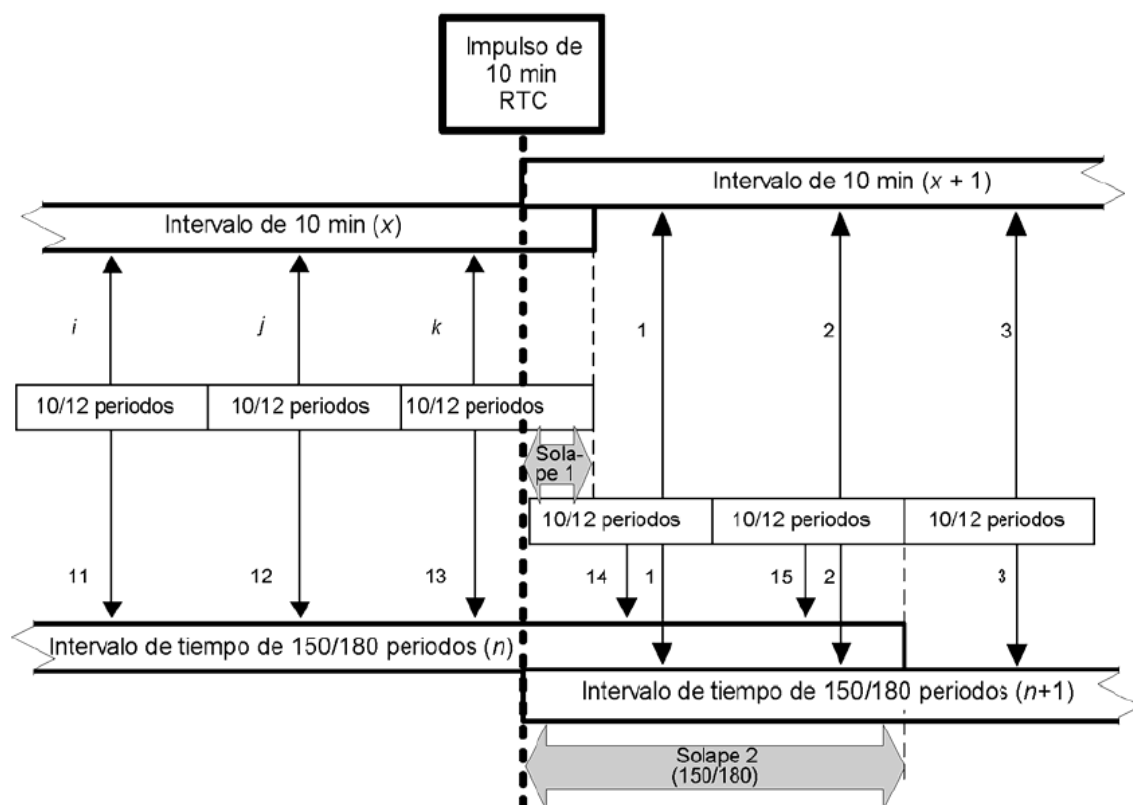 Impulso de
10 min
RTC
Intervalo de 10 min (x + 1)
Intervalo de 10 min (x)
i
j
k
1
2
3
10/12 periodos
10/12 periodos
10/12 periodos
Sola-
pe 1
10/12 periodos
10/12 periodos
10/12 periodos
11
12
13
14
1
15
2
3
Intervalo de tiempo de 150/180 periodos (n)
Intervalo de tiempo de 150/180 periodos (n+1)
Solape 2
(150/180)